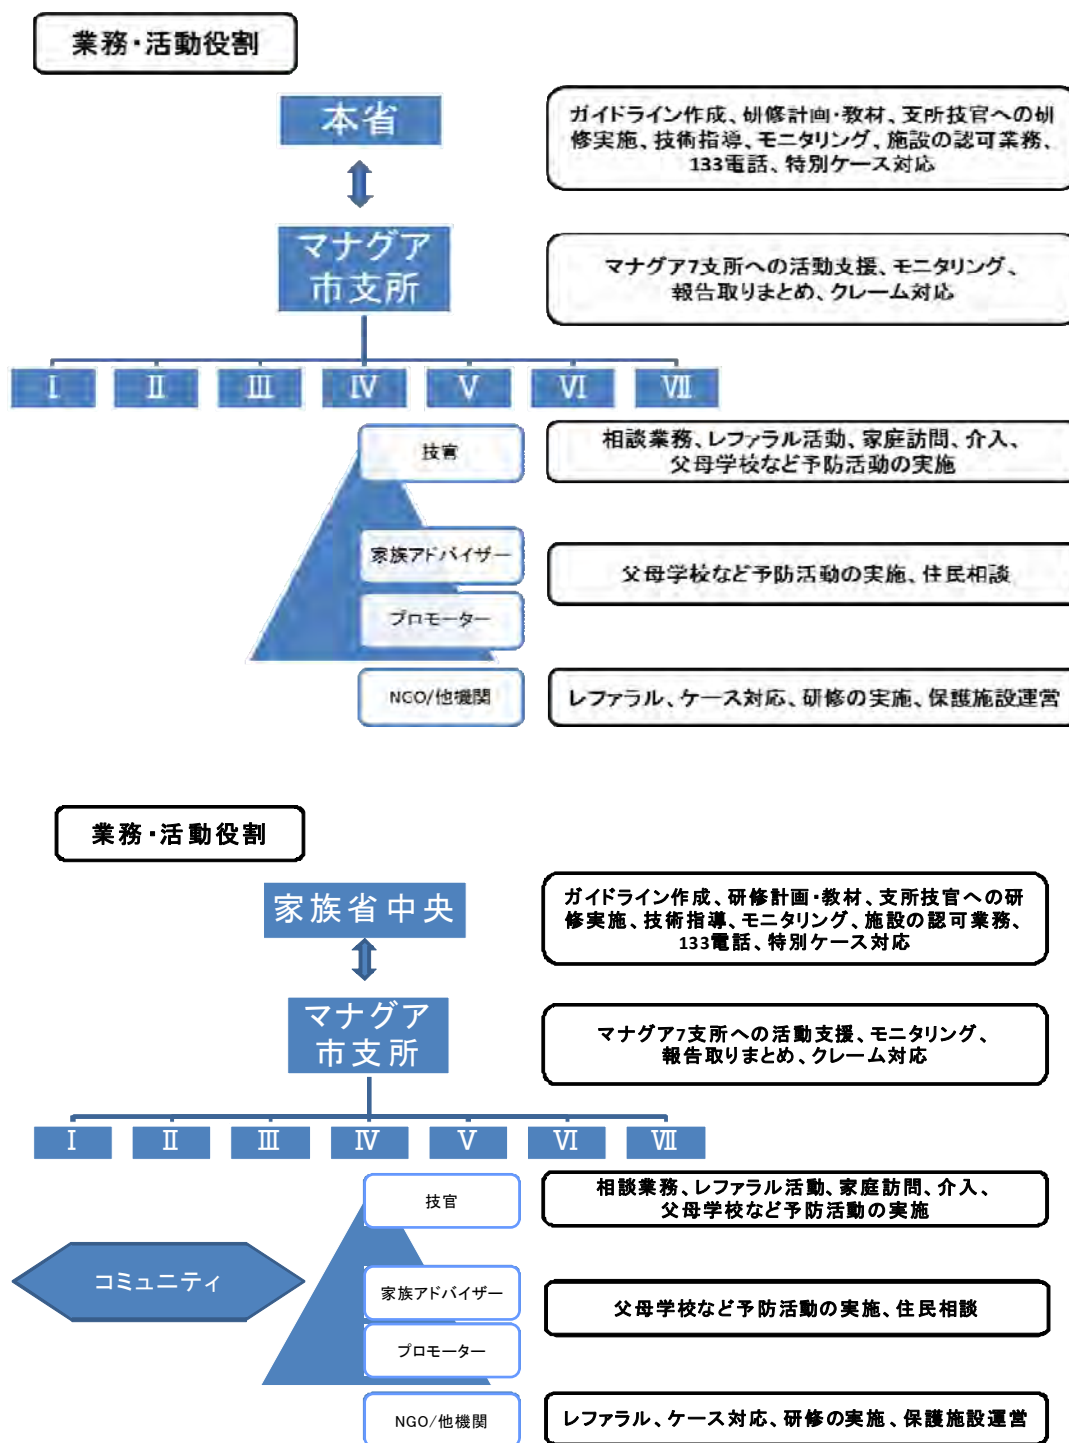 業務・活動役割
本省
ガイドライン作成、研修計画・教材、支所技官への研
修実施、技術指導、モニタリング、施設の認可業務、
133電話、特別ケース対応
マナグア
市支所
マナグア7支所への活動支援、モニタリング、
報告取りまとめ、クレーム対応
Ⅰ Ⅱ Ⅲ Ⅳ Ⅴ Ⅵ Ⅶ
技官
相談業務、レファラル活動、家庭訪問、介入、
父母学校など予防活動の実施
家族アドバイザー
父母学校など予防活動の実施、住民相談
プロモーター
NGO/他機関
レファラル、ケース対応、研修の実施、保護施設運営
業務・活動役割
家族省中央
ガイドライン作成、研修計画・教材、支所技官への研
修実施、技術指導、モニタリング、施設の認可業務、
133電話、特別ケース対応
マナグア
市支所
マナグア7支所への活動支援、モニタリング、
報告取りまとめ、クレーム対応
Ⅰ Ⅱ Ⅲ Ⅳ Ⅴ Ⅵ Ⅶ
技官
相談業務、レファラル活動、家庭訪問、介入、
父母学校など予防活動の実施
コミュニティ
家族アドバイザー
父母学校など予防活動の実施、住民相談
プロモーター
NGO/他機関
レファラル、ケース対応、研修の実施、保護施設運営